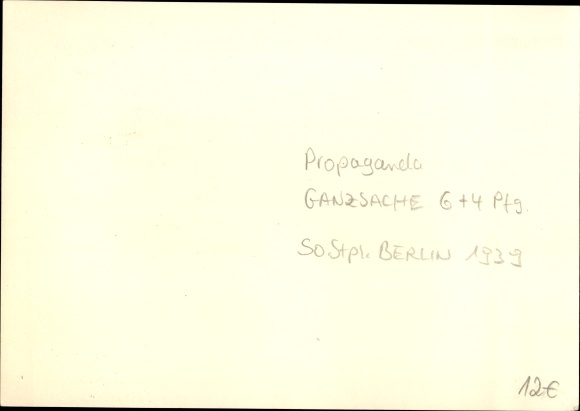 Propaganda
GANZSACHE 6+4 Pfg.
SoStpl. BERLIN 1939
12€